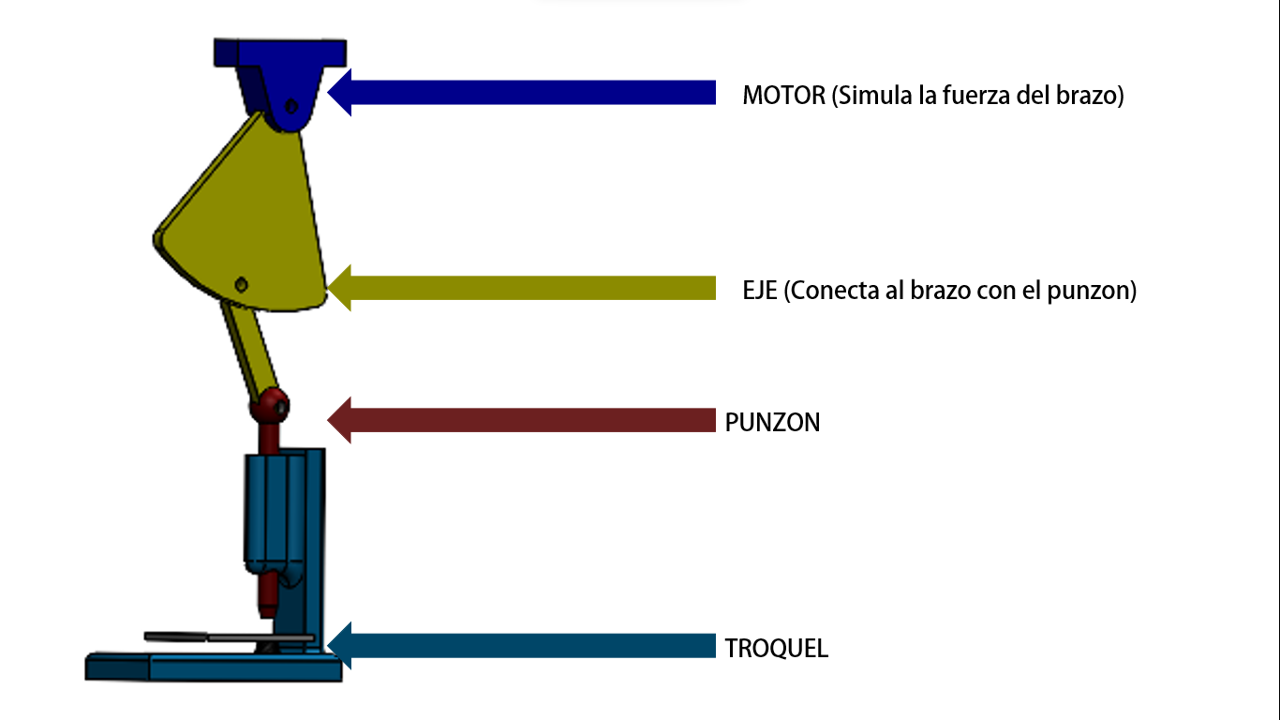 MOTOR (Simula la fuerza del brazo)
EJE (Conecta al brazo con el punzon)
PUNZON
TROQUEL